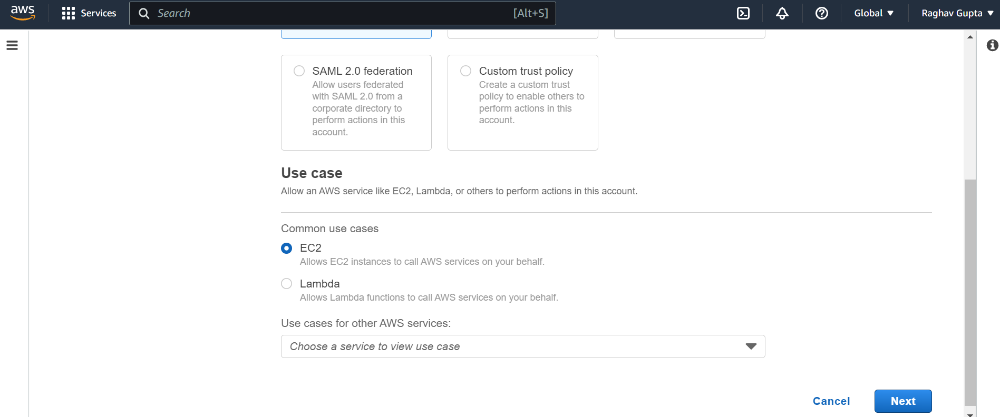 aws
Services
Search
[Alt+S]
Global
Raghav Gupta
SAML 2.0 federation
Allow users federated
with SAML 2.0 from a
corporate directory to
perform actions in this
account.
Custom trust policy
Create a custom trust
policy to enable others to
perform actions in this
account.
Use case
Allow an AWS service like EC2, Lambda, or others to perform actions in this account.
Common use cases
EC2
Allows EC2 instances to call AWS services on your behalf.
Lambda
Allows Lambda functions to call AWS services on your behalf.
Use cases for other AWS services:
Choose a service to view use case
Cancel
Next